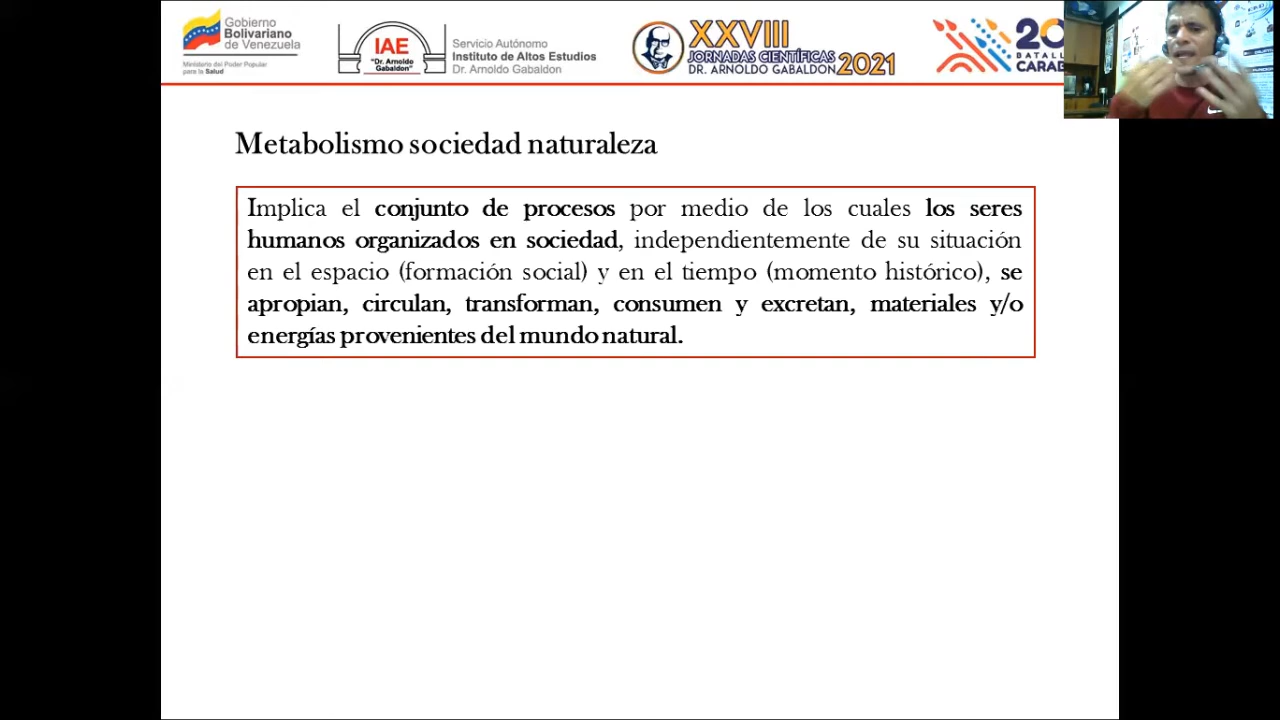 Gobierno
Bolivariano
de Venezuela
Ministerio del Poder Popular
para la Salud
IAE
"Dr. Arnoldo
Gabaldon"
Servicio Autónomo
Instituto de Altos Estudios
Dr. Arnoldo Gabaldon
XXVIII
JORNADAS CIENTÍFICAS
DR. ARNOLDO GABALDON
2021
20
BATALL
CARAB
Metabolismo sociedad naturaleza
Implica el conjunto de procesos por medio de los cuales los seres
humanos organizados en sociedad, independientemente de su situación
en el espacio (formación social) y en el tiempo (momento histórico), se
apropian, circulan, transforman, consumen y excretan, materiales y/o
energías provenientes del mundo natural.